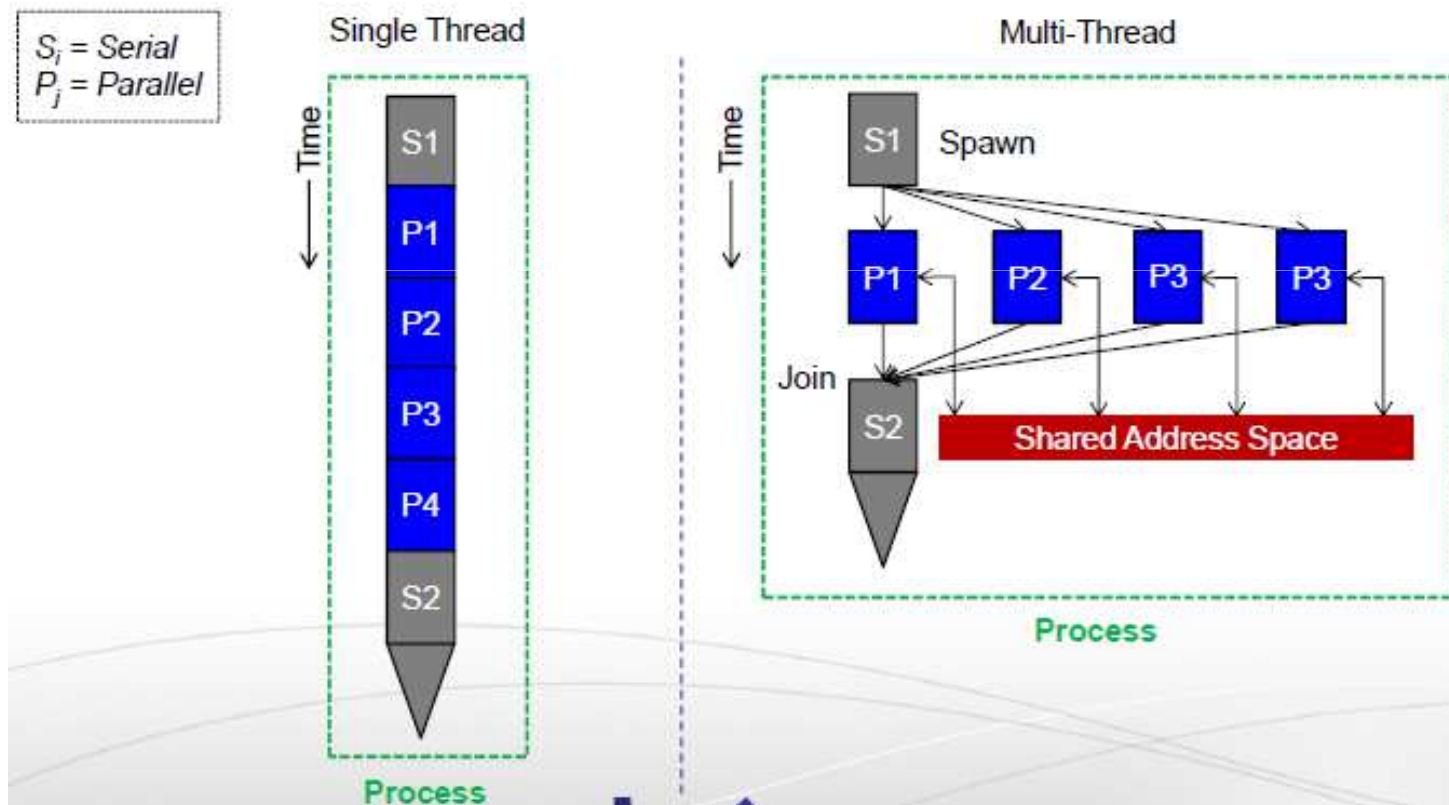 Sᵢ = Serial
Pⱼ = Parallel
Single Thread
Time
S1
P1
P2
P3
P4
S2
Process
Multi-Thread
Time
S1
Spawn
P1
P2
P3
P3
Join
S2
Shared Address Space
Process